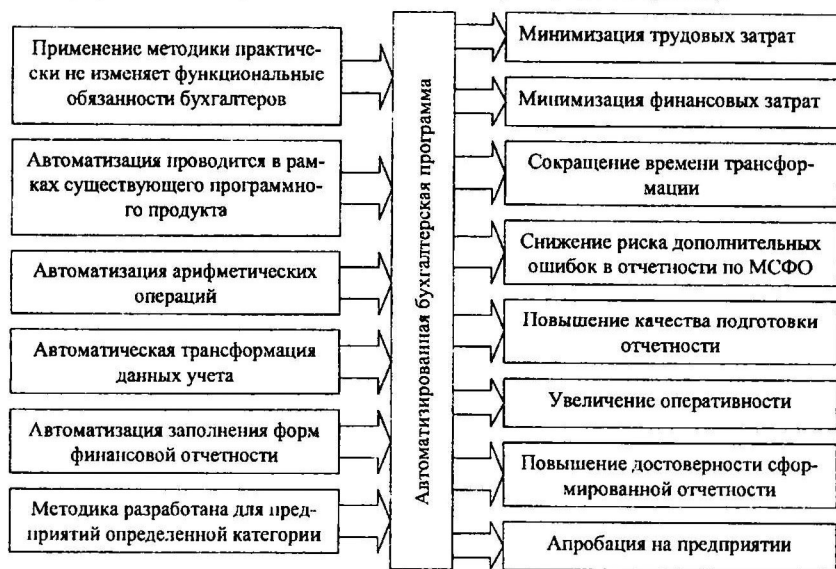 Применение методики практиче-
ски не изменяет функциональные
обязанности бухгалтеров
Автоматизация проводится в рам-
ках существующего программно-
го продукта
Автоматизация арифметических
операций
Автоматическая трансформация
данных учета
Автоматизация заполнения форм
финансовой отчетности
Методика разработана для пред-
приятий определенной категории
Автоматизированная бухгалтерская программа
Минимизация трудовых затрат
Минимизация финансовых затрат
Сокращение времени трансфор-
мации
Снижение риска дополнительных
ошибок в отчетности по МСФО
Повышение качества подготовки
отчетности
Увеличение оперативности
Повышение достоверности сфор-
мированной отчетности
Апробация на предприятии